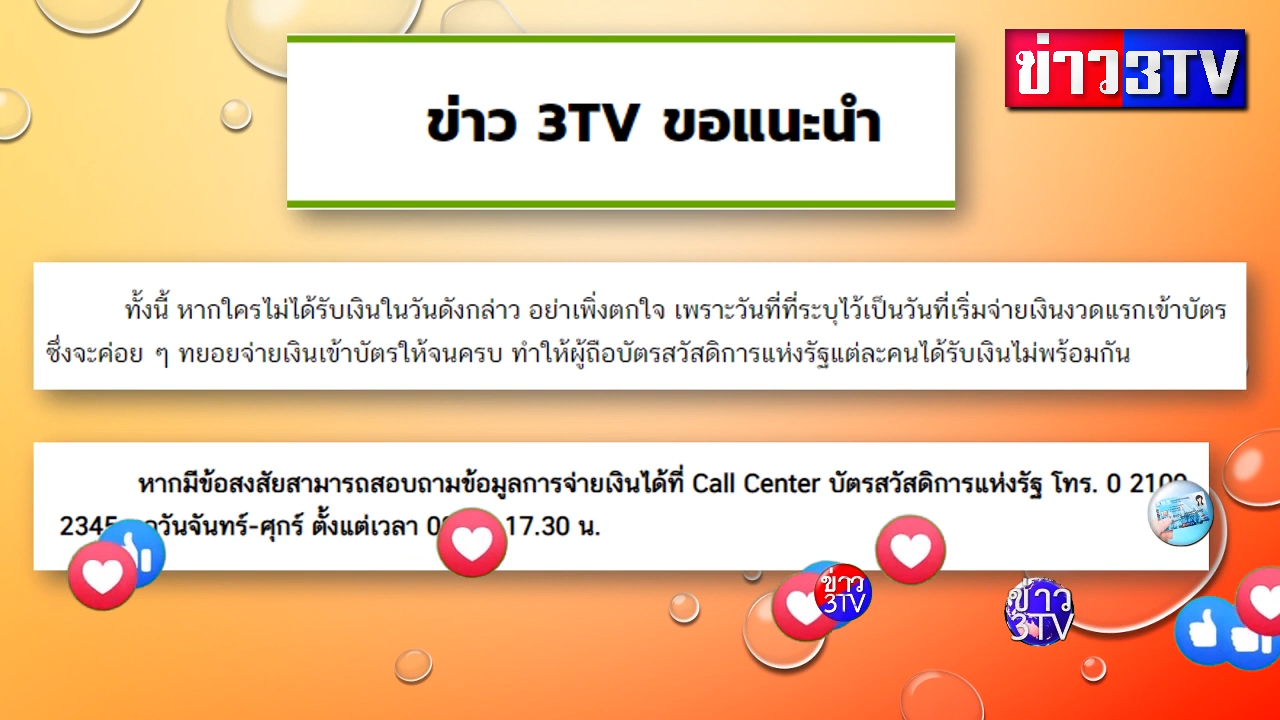 ข่าว3TV
ข่าว 3TV ขอแนะนำ
ทั้งนี้ หากใครไม่ได้รับเงินในวันดังกล่าว อย่าเพิ่งตกใจ เพราะวันที่ที่ระบุไว้เป็นวันที่เริ่มจ่ายเงินงวดแรกเข้าบัตร
ซึ่งจะค่อย ๆ ทยอยจ่ายเงินเข้าบัตรให้จนครบ ทำให้ผู้ถือบัตรสวัสดิการแห่งรัฐแต่ละคนได้รับเงินไม่พร้อมกัน
หากมีข้อสงสัยสามารถสอบถามข้อมูลการจ่ายเงินได้ที่ Call Center บัตรสวัสดิการแห่งรัฐ โทร. 0 2109
2345 วันจันทร์-ศุกร์ ตั้งแต่เวลา 17.30 น.
ข่าว
3TV
ข่าว
3TV